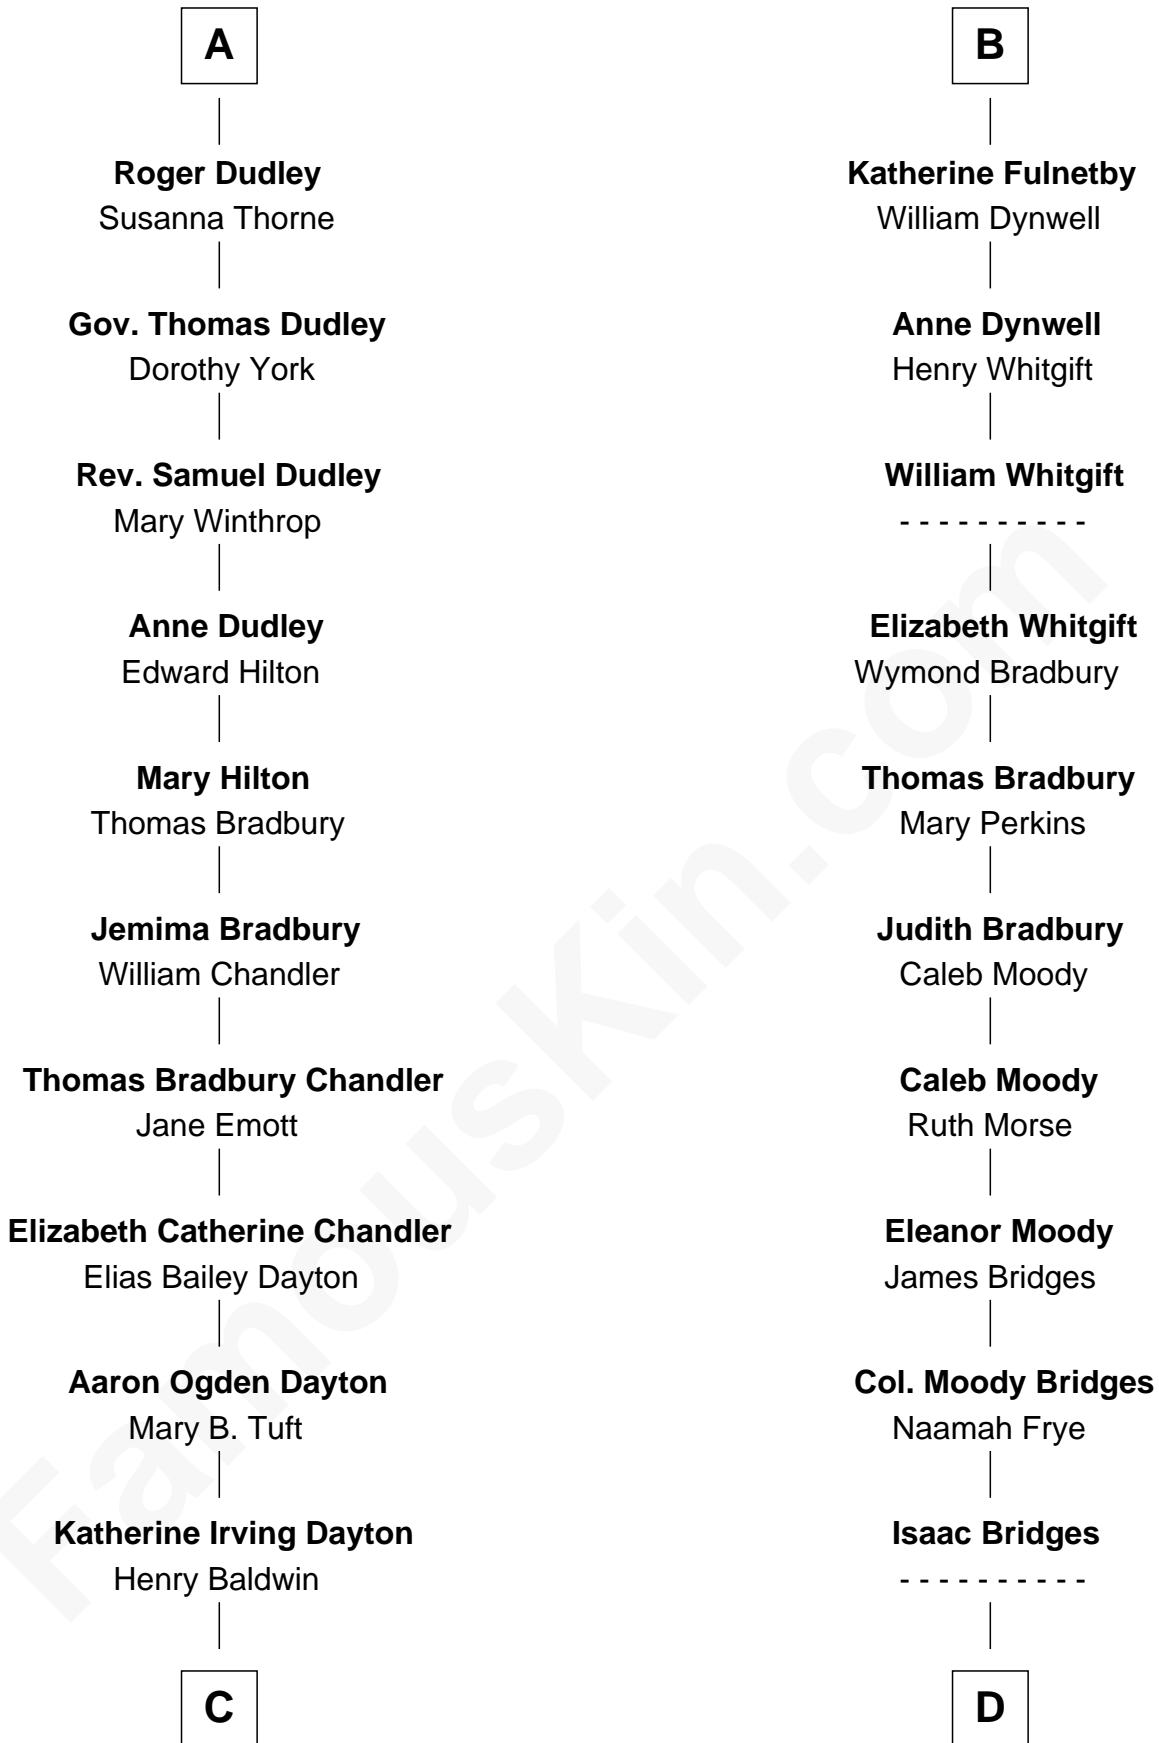 A
Roger Dudley
Susanna Thorne
Gov. Thomas Dudley
Dorothy York
Rev. Samuel Dudley
Mary Winthrop
Anne Dudley
Edward Hilton
Mary Hilton
Thomas Bradbury
Jemima Bradbury
William Chandler
Thomas Bradbury Chandler
Jane Emott
Elizabeth Catherine Chandler
Elias Bailey Dayton
Aaron Ogden Dayton
Mary B. Tuft
Katherine Irving Dayton
Henry Baldwin
C
B
Katherine Fulnetby
William Dynwell
Anne Dynwell
Henry Whitgift
William Whitgift
- - - - - - - - - -
Elizabeth Whitgift
Wymond Bradbury
Thomas Bradbury
Mary Perkins
Judith Bradbury
Caleb Moody
Caleb Moody
Ruth Morse
Eleanor Moody
James Bridges
Col. Moody Bridges
Naamah Frye
Isaac Bridges
- - - - - - - - - -
D
FamousKin.com